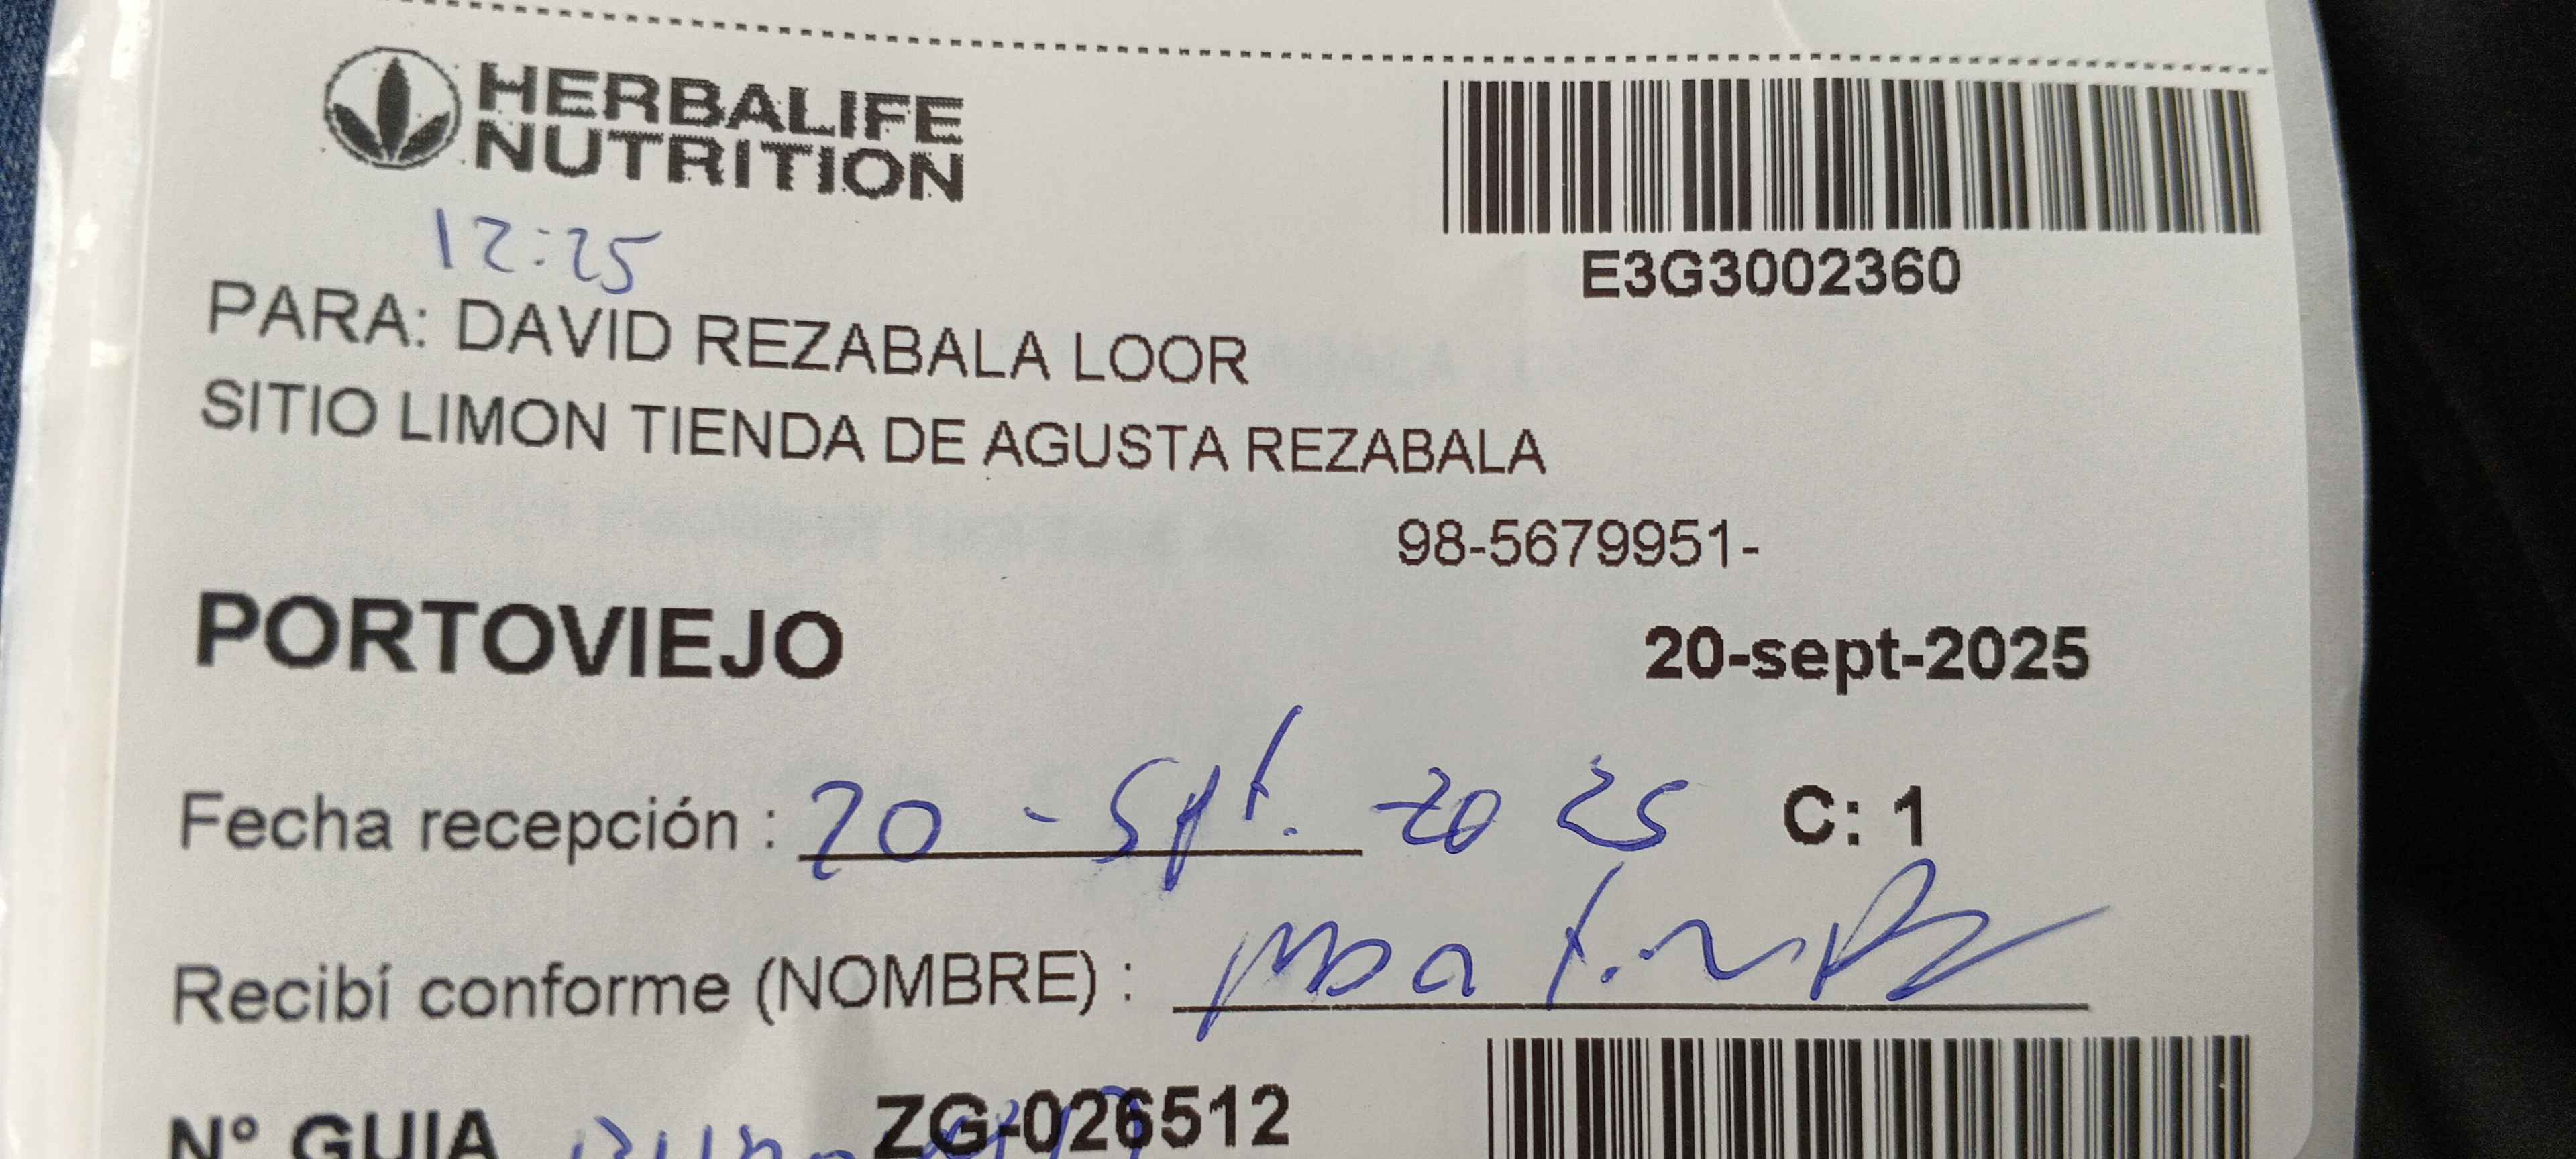 HERBALIFE
NUTRITION
E3G3002360
12:25
PARA: DAVID REZABALA LOOR
SITIO LIMON TIENDA DE AGUSTA REZABALA
98-5679951-
PORTOVIEJO
20-sept-2025
Fecha recepción : 20 - Spt. 2025 C: 1
Recibí conforme (NOMBRE) :
N° GUIA ZG-026512